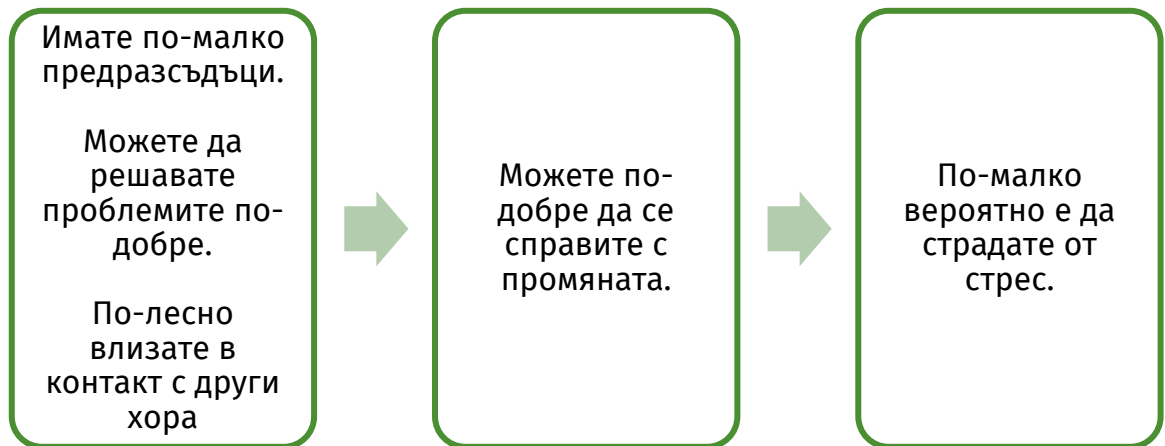 Имате по-малко
предразсъдъци.
Можете да
решавате
проблемите по-
добре.
По-лесно
влизате в
контакт с други
хора
Можете по-
добре да се
справите с
промяната.
По-малко
вероятно е да
страдате от
стрес.